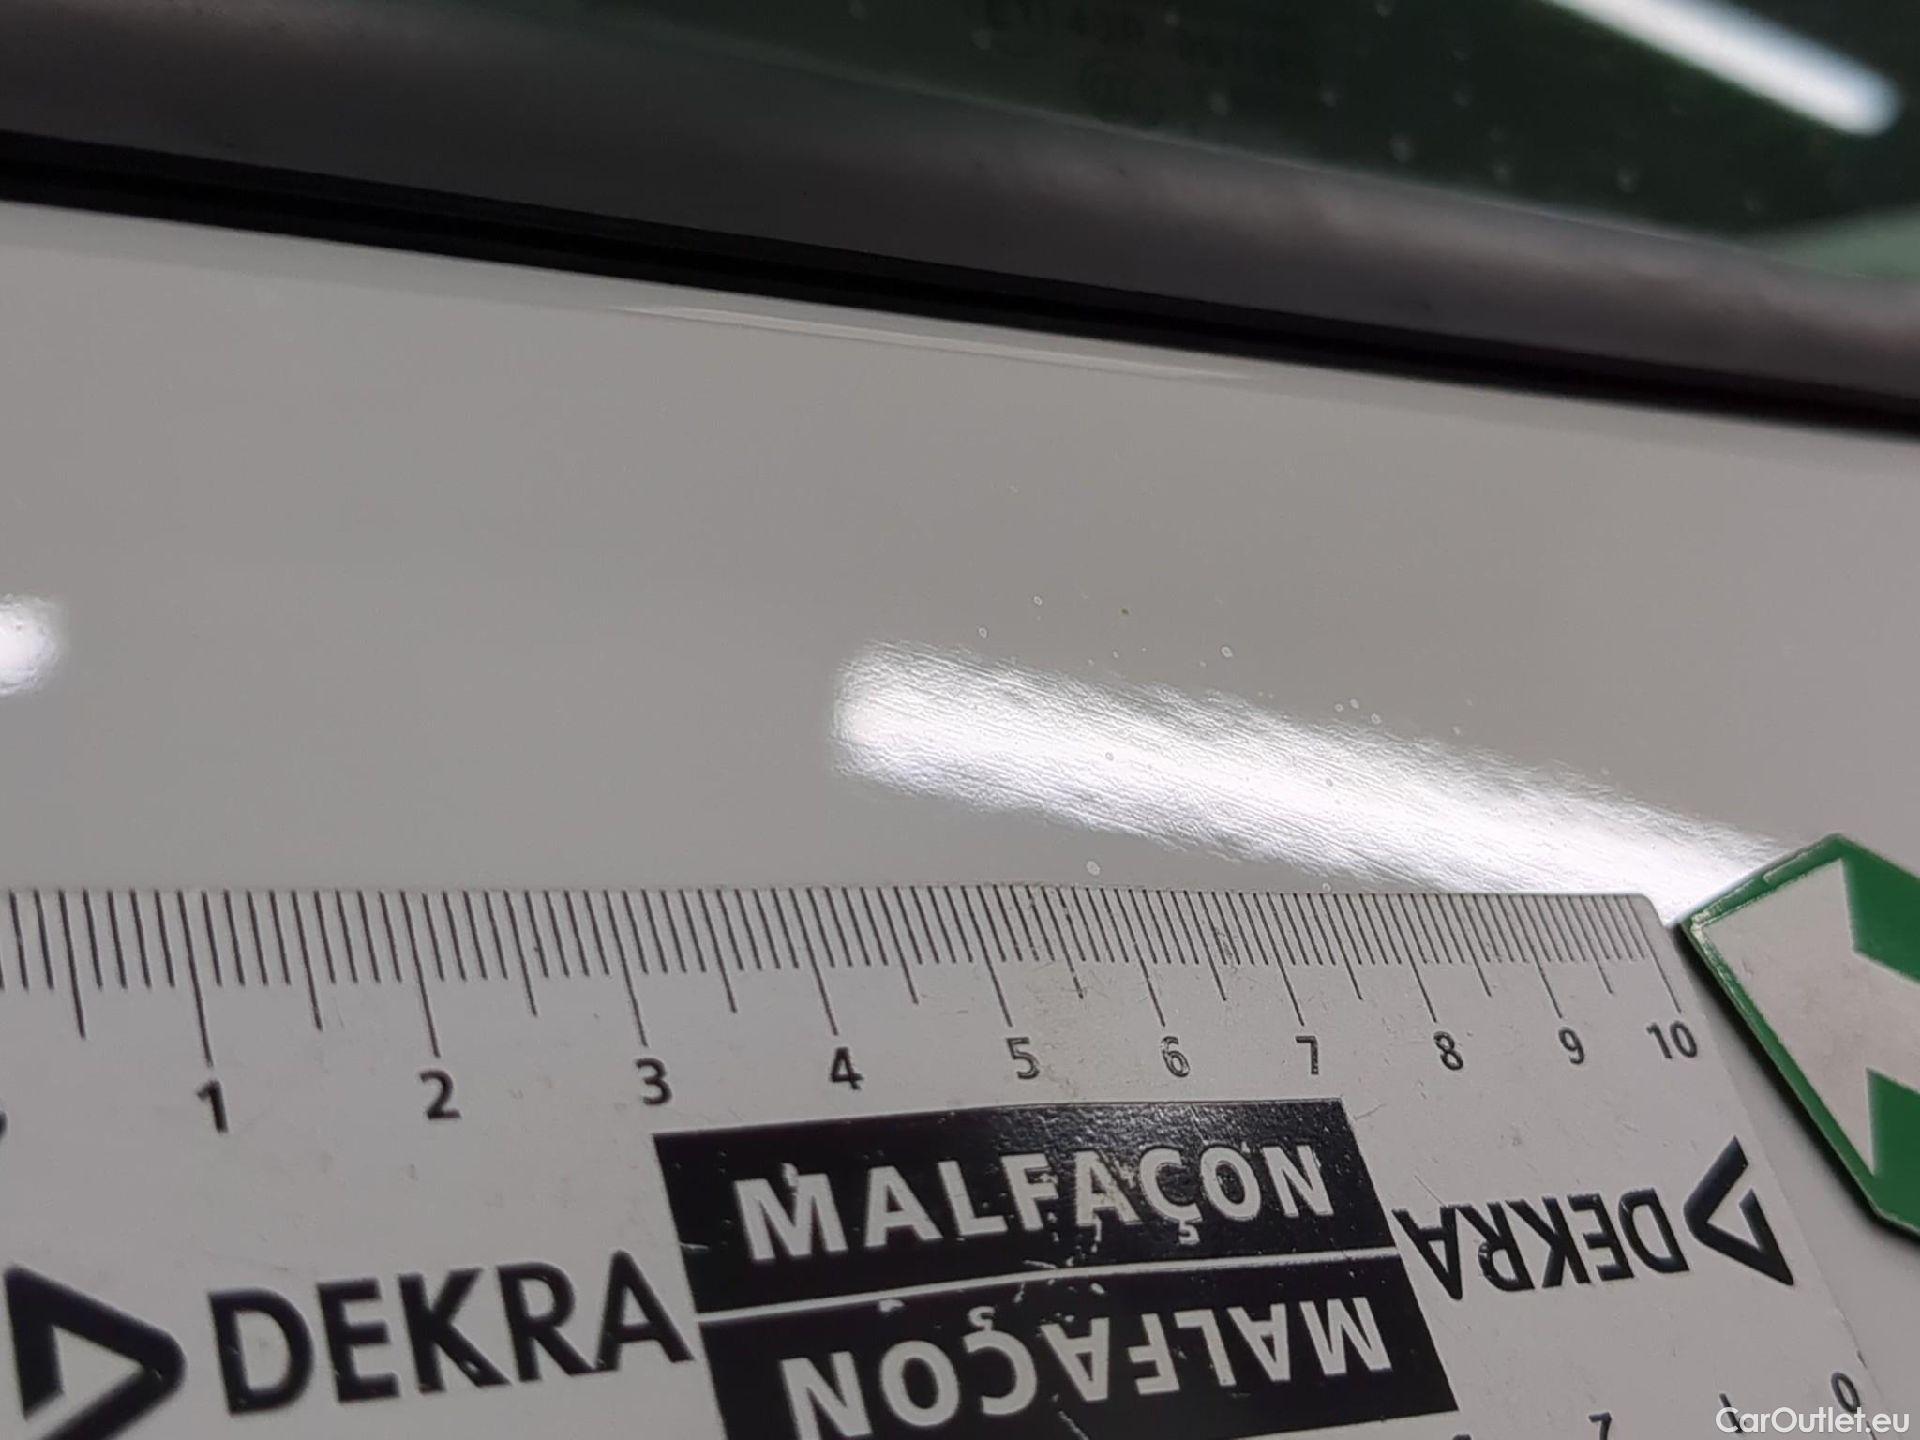 1 2 3 4 5 6 7 8 9 10
MALFAÇON
DEKRA
DEKRA
MALFAÇON
CarOutlet.eu